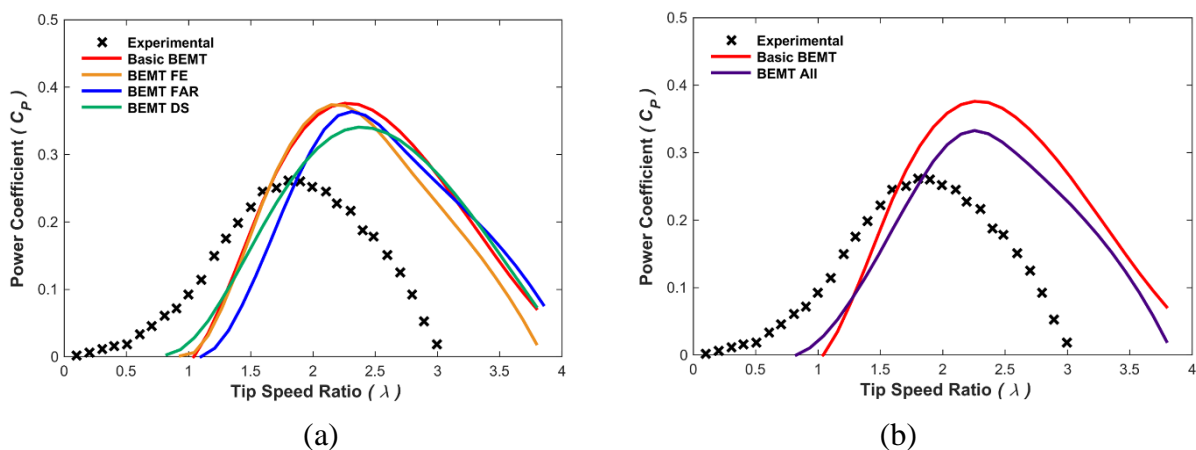 0.5
0.4
0.3
0.2
0.1
0
Power Coefficient ( C_P )
Experimental
Basic BEMT
BEMT FE
BEMT FAR
BEMT DS
0 0.5 1 1.5 2 2.5 3 3.5 4
Tip Speed Ratio ( λ )
(a)
0.5
0.4
0.3
0.2
0.1
0
Power Coefficient ( C_P )
Experimental
Basic BEMT
BEMT All
0 0.5 1 1.5 2 2.5 3 3.5 4
Tip Speed Ratio ( λ )
(b)